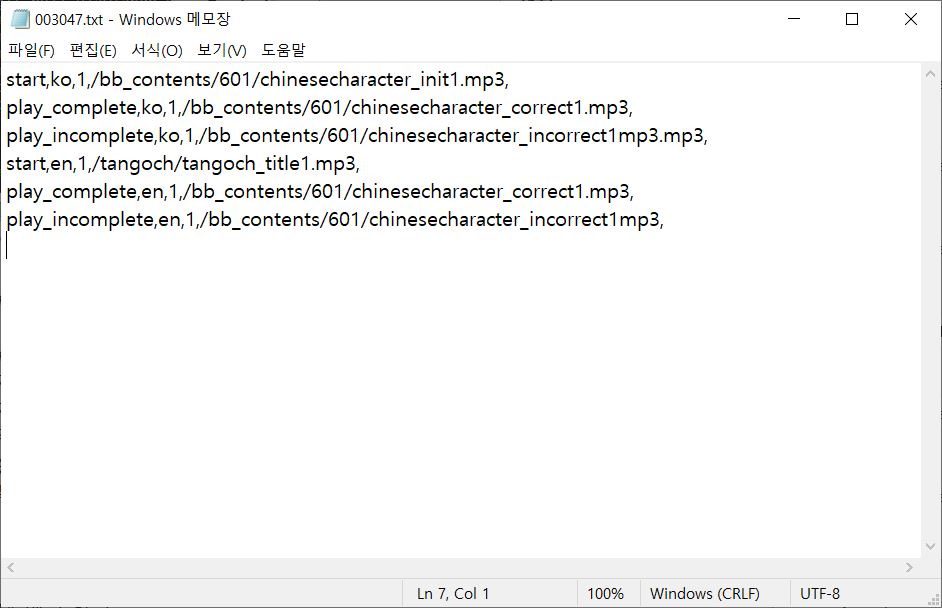 003047.txt - Windows 메모장
파일(F) 편집(E) 서식(O) 보기(V) 도움말
start,ko,1,/bb_contents/601/chinesecharacter_init1.mp3,
play_complete,ko,1,/bb_contents/601/chinesecharacter_correct1.mp3,
play_incomplete,ko,1,/bb_contents/601/chinesecharacter_incorrect1mp3.mp3,
start,en,1,/tangoch/tangoch_title1.mp3,
play_complete,en,1,/bb_contents/601/chinesecharacter_correct1.mp3,
play_incomplete,en,1,/bb_contents/601/chinesecharacter_incorrect1mp3,
Ln 7, Col 1 100% Windows (CRLF) UTF-8